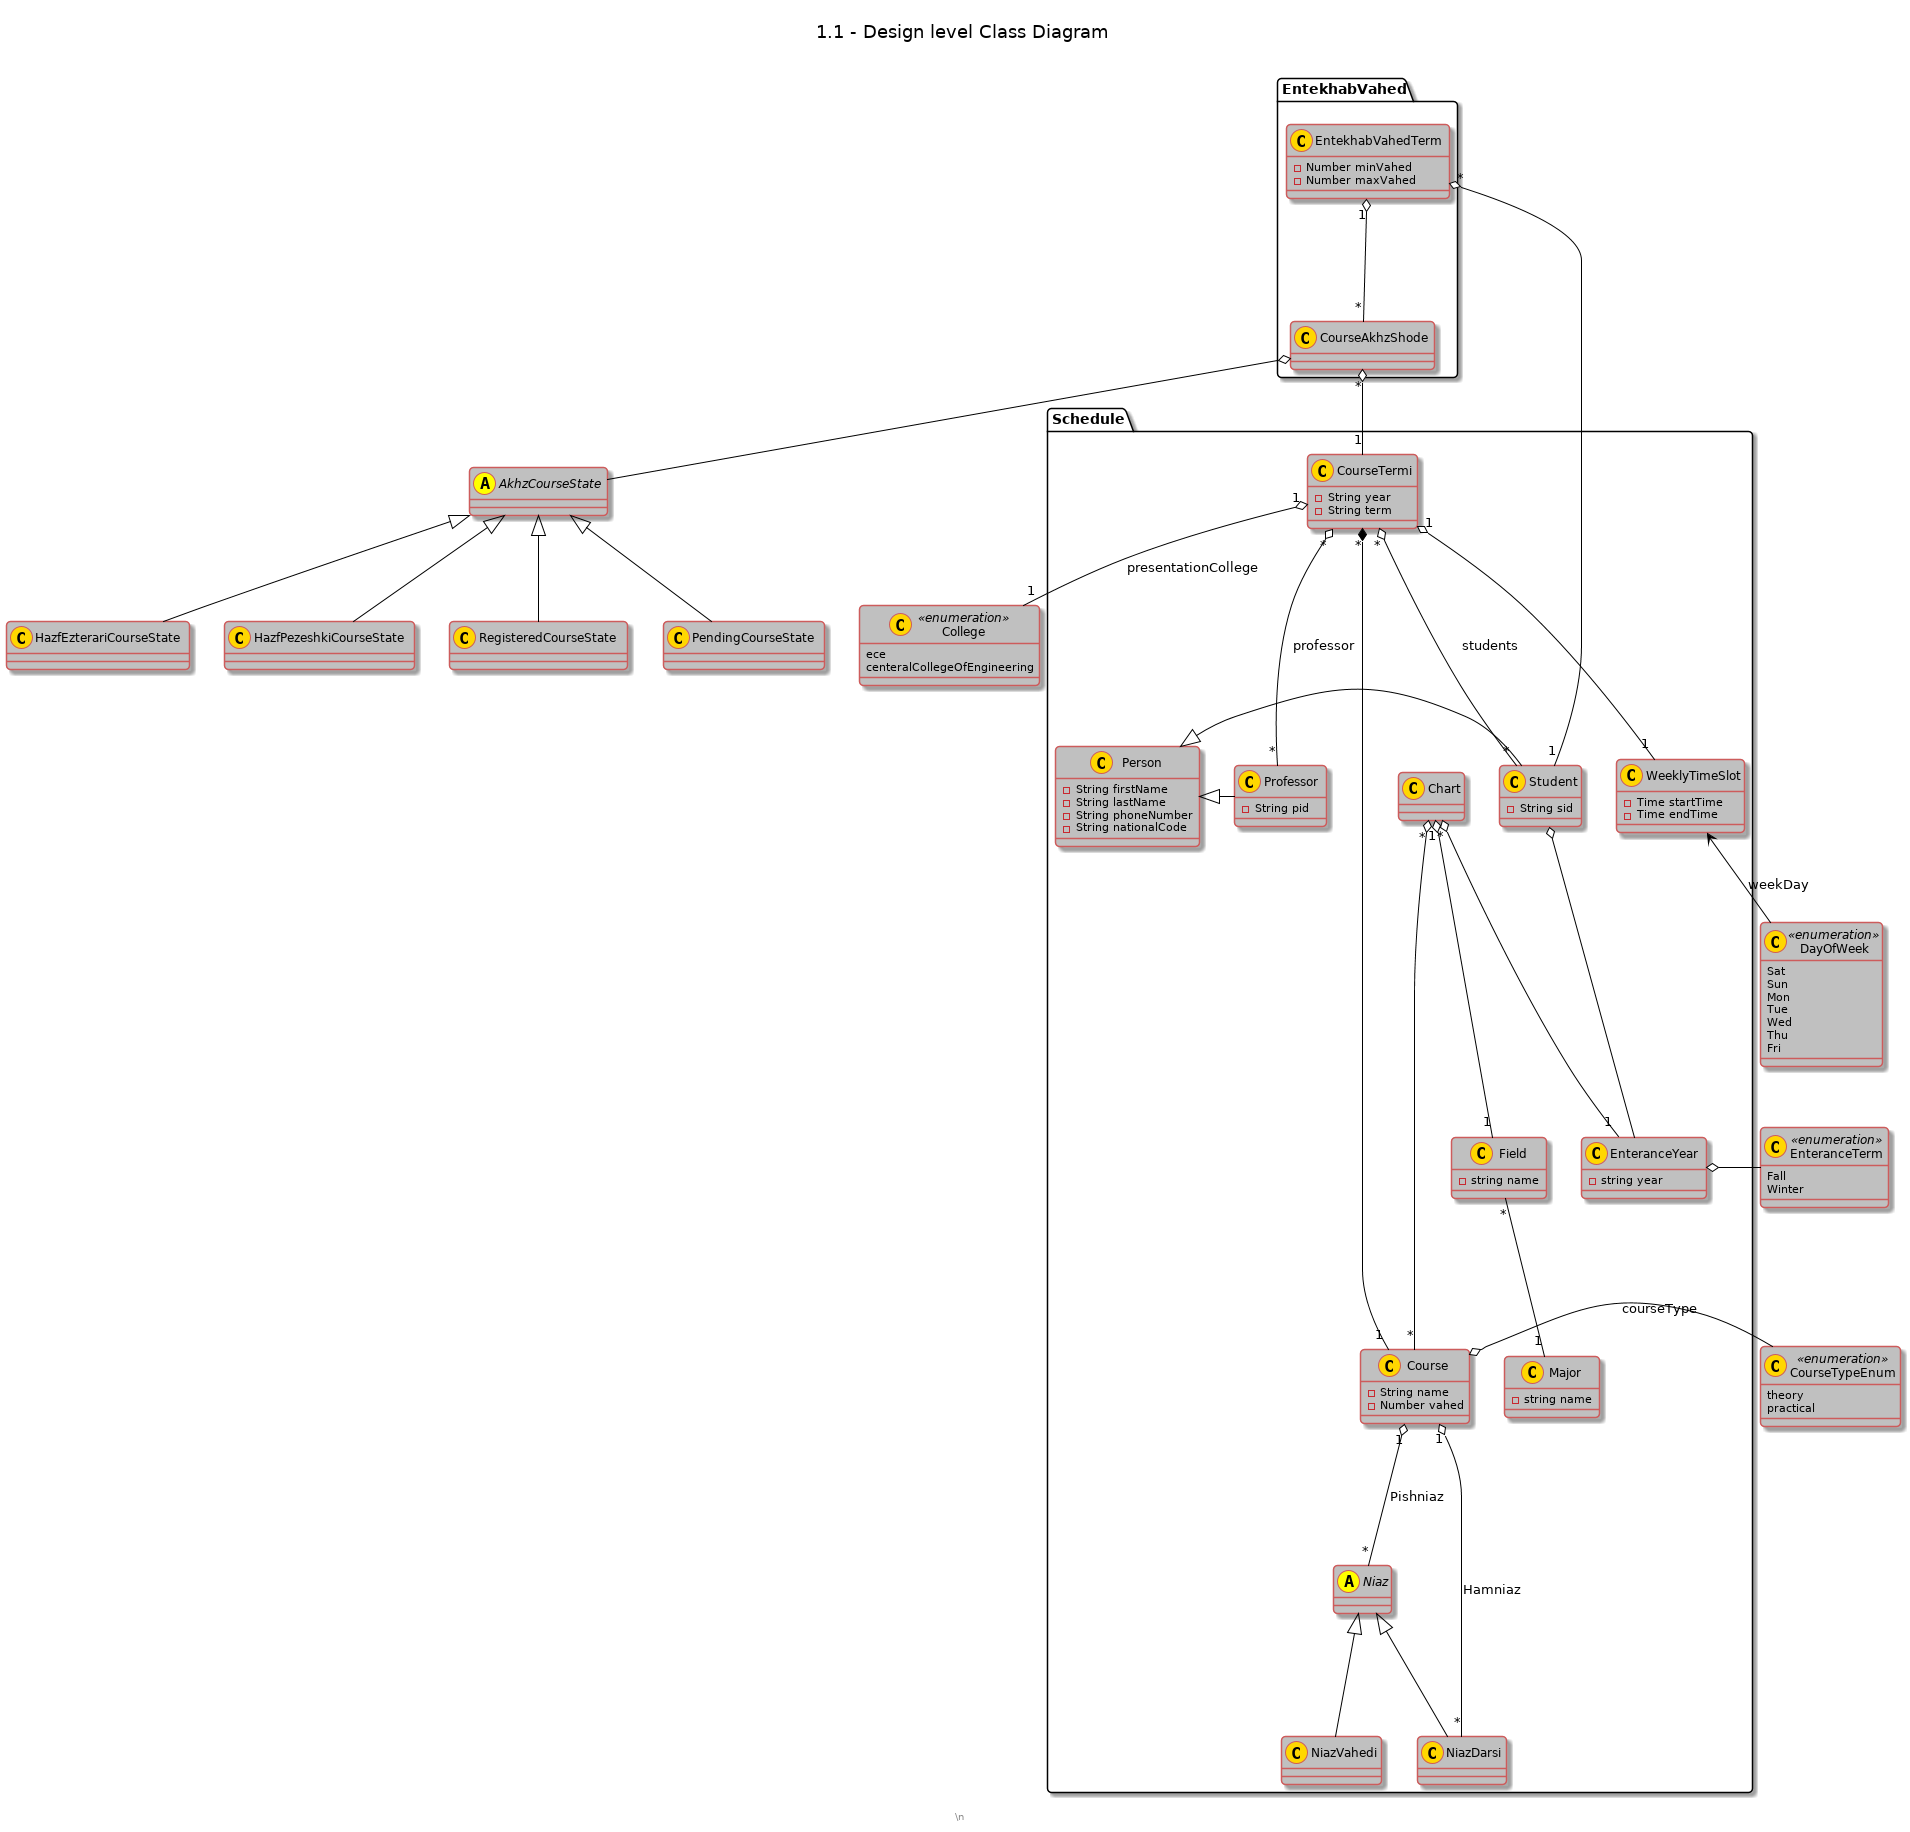 1.1 - Design level Class Diagram
EntekhabVahed
C EntekhabVahedTerm
Number minVahed
Number maxVahed
*
1
*
C CourseAkhzShode
*
Schedule
1
A AkhzCourseState
C CourseTermi
String year
String term
1
*
*
*
1
presentationCollege
1
C HazfEzterariCourseState
C HazfPezeshkiCourseState
C RegisteredCourseState
C PendingCourseState
C «enumeration»
College
ece
centeralCollegeOfEngineering
professor
students
*
*
1
1
C Person
String firstName
String lastName
String phoneNumber
String nationalCode
C Professor
String pid
C Chart
C Student
String sid
C WeeklyTimeSlot
Time startTime
Time endTime
*
1
*
weekDay
C «enumeration»
DayOfWeek
Sat
Sun
Mon
Tue
Wed
Thu
Fri
1
1
C Field
string name
C EnteranceYear
string year
C «enumeration»
EnteranceTerm
Fall
Winter
*
courseType
1
*
1
C Course
String name
Number vahed
C Major
string name
C «enumeration»
CourseTypeEnum
theory
practical
1
1
Pishniaz
*
A Niaz
Hamniaz
*
C NiazVahedi
C NiazDarsi
\n